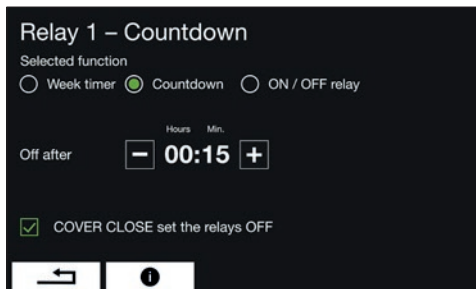 Relay 1 – Countdown
Selected function
Week timer Countdown ON / OFF relay
Hours Min.
Off after − 00:15 +
COVER CLOSE set the relays OFF
i